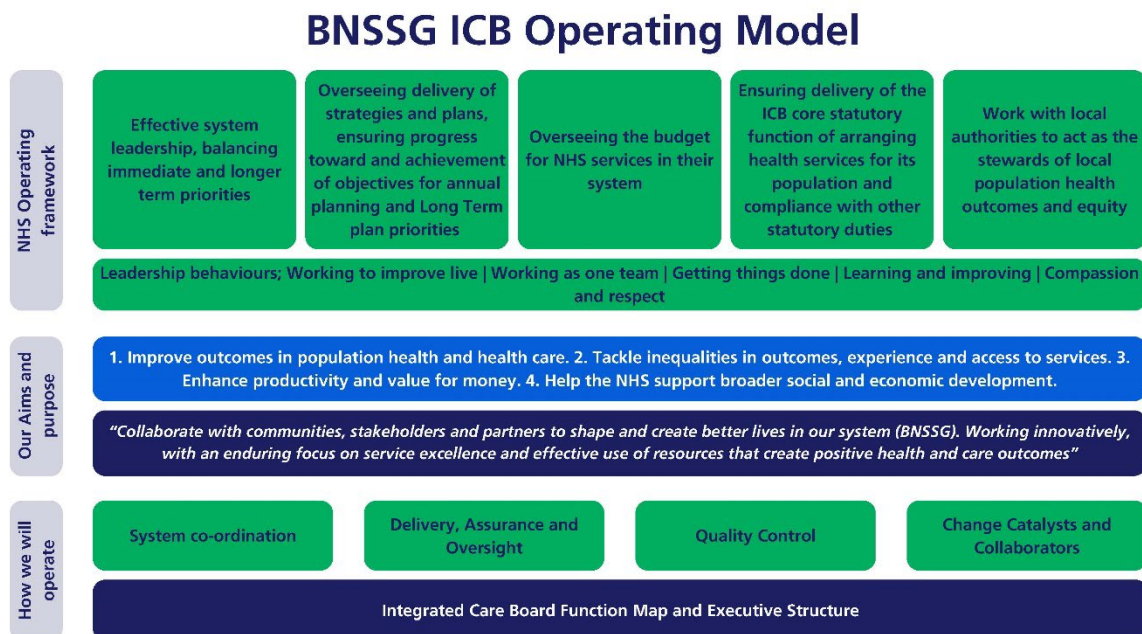 BNSSG ICB Operating Model
NHS Operating
framework
Effective system
leadership, balancing
immediate and longer
term priorities
Overseeing delivery of
strategies and plans,
ensuring progress
toward and achievement
of objectives for annual
planning and Long Term
plan priorities
Overseeing the budget
for NHS services in their
system
Ensuring delivery of the
ICB core statutory
function of arranging
health services for its
population and
compliance with other
statutory duties
Work with local
authorities to act as the
stewards of local
population health
outcomes and equity
Leadership behaviours; Working to improve live | Working as one team | Getting things done | Learning and improving | Compassion
and respect
Our Aims and
purpose
1. Improve outcomes in population health and health care. 2. Tackle inequalities in outcomes, experience and access to services. 3.
Enhance productivity and value for money. 4. Help the NHS support broader social and economic development.
“Collaborate with communities, stakeholders and partners to shape and create better lives in our system (BNSSG). Working innovatively,
with an enduring focus on service excellence and effective use of resources that create positive health and care outcomes”
How we will
operate
System co-ordination
Delivery, Assurance and
Oversight
Quality Control
Change Catalysts and
Collaborators
Integrated Care Board Function Map and Executive Structure